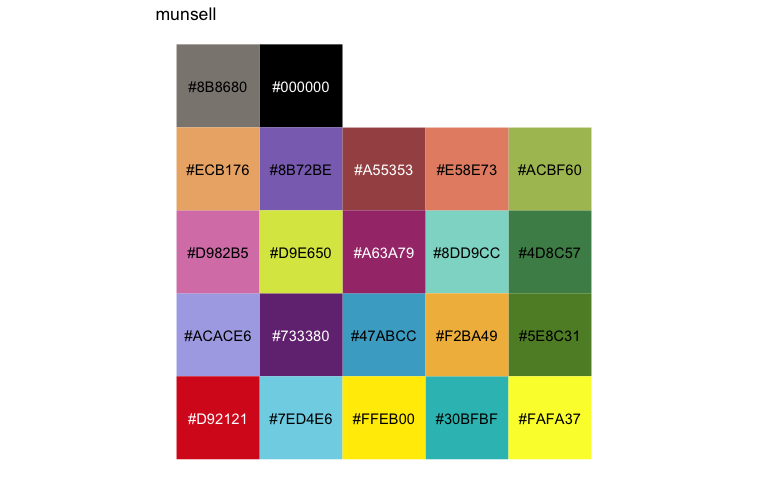 munsell
#8B8680 #000000
#ECB176 #8B72BE #A55353 #E58E73 #ACBF60
#D982B5 #D9E650 #A63A79 #8DD9CC #4D8C57
#ACACE6 #733380 #47ABCC #F2BA49 #5E8C31
#D92121 #7ED4E6 #FFEB00 #30BFBF #FAFA37